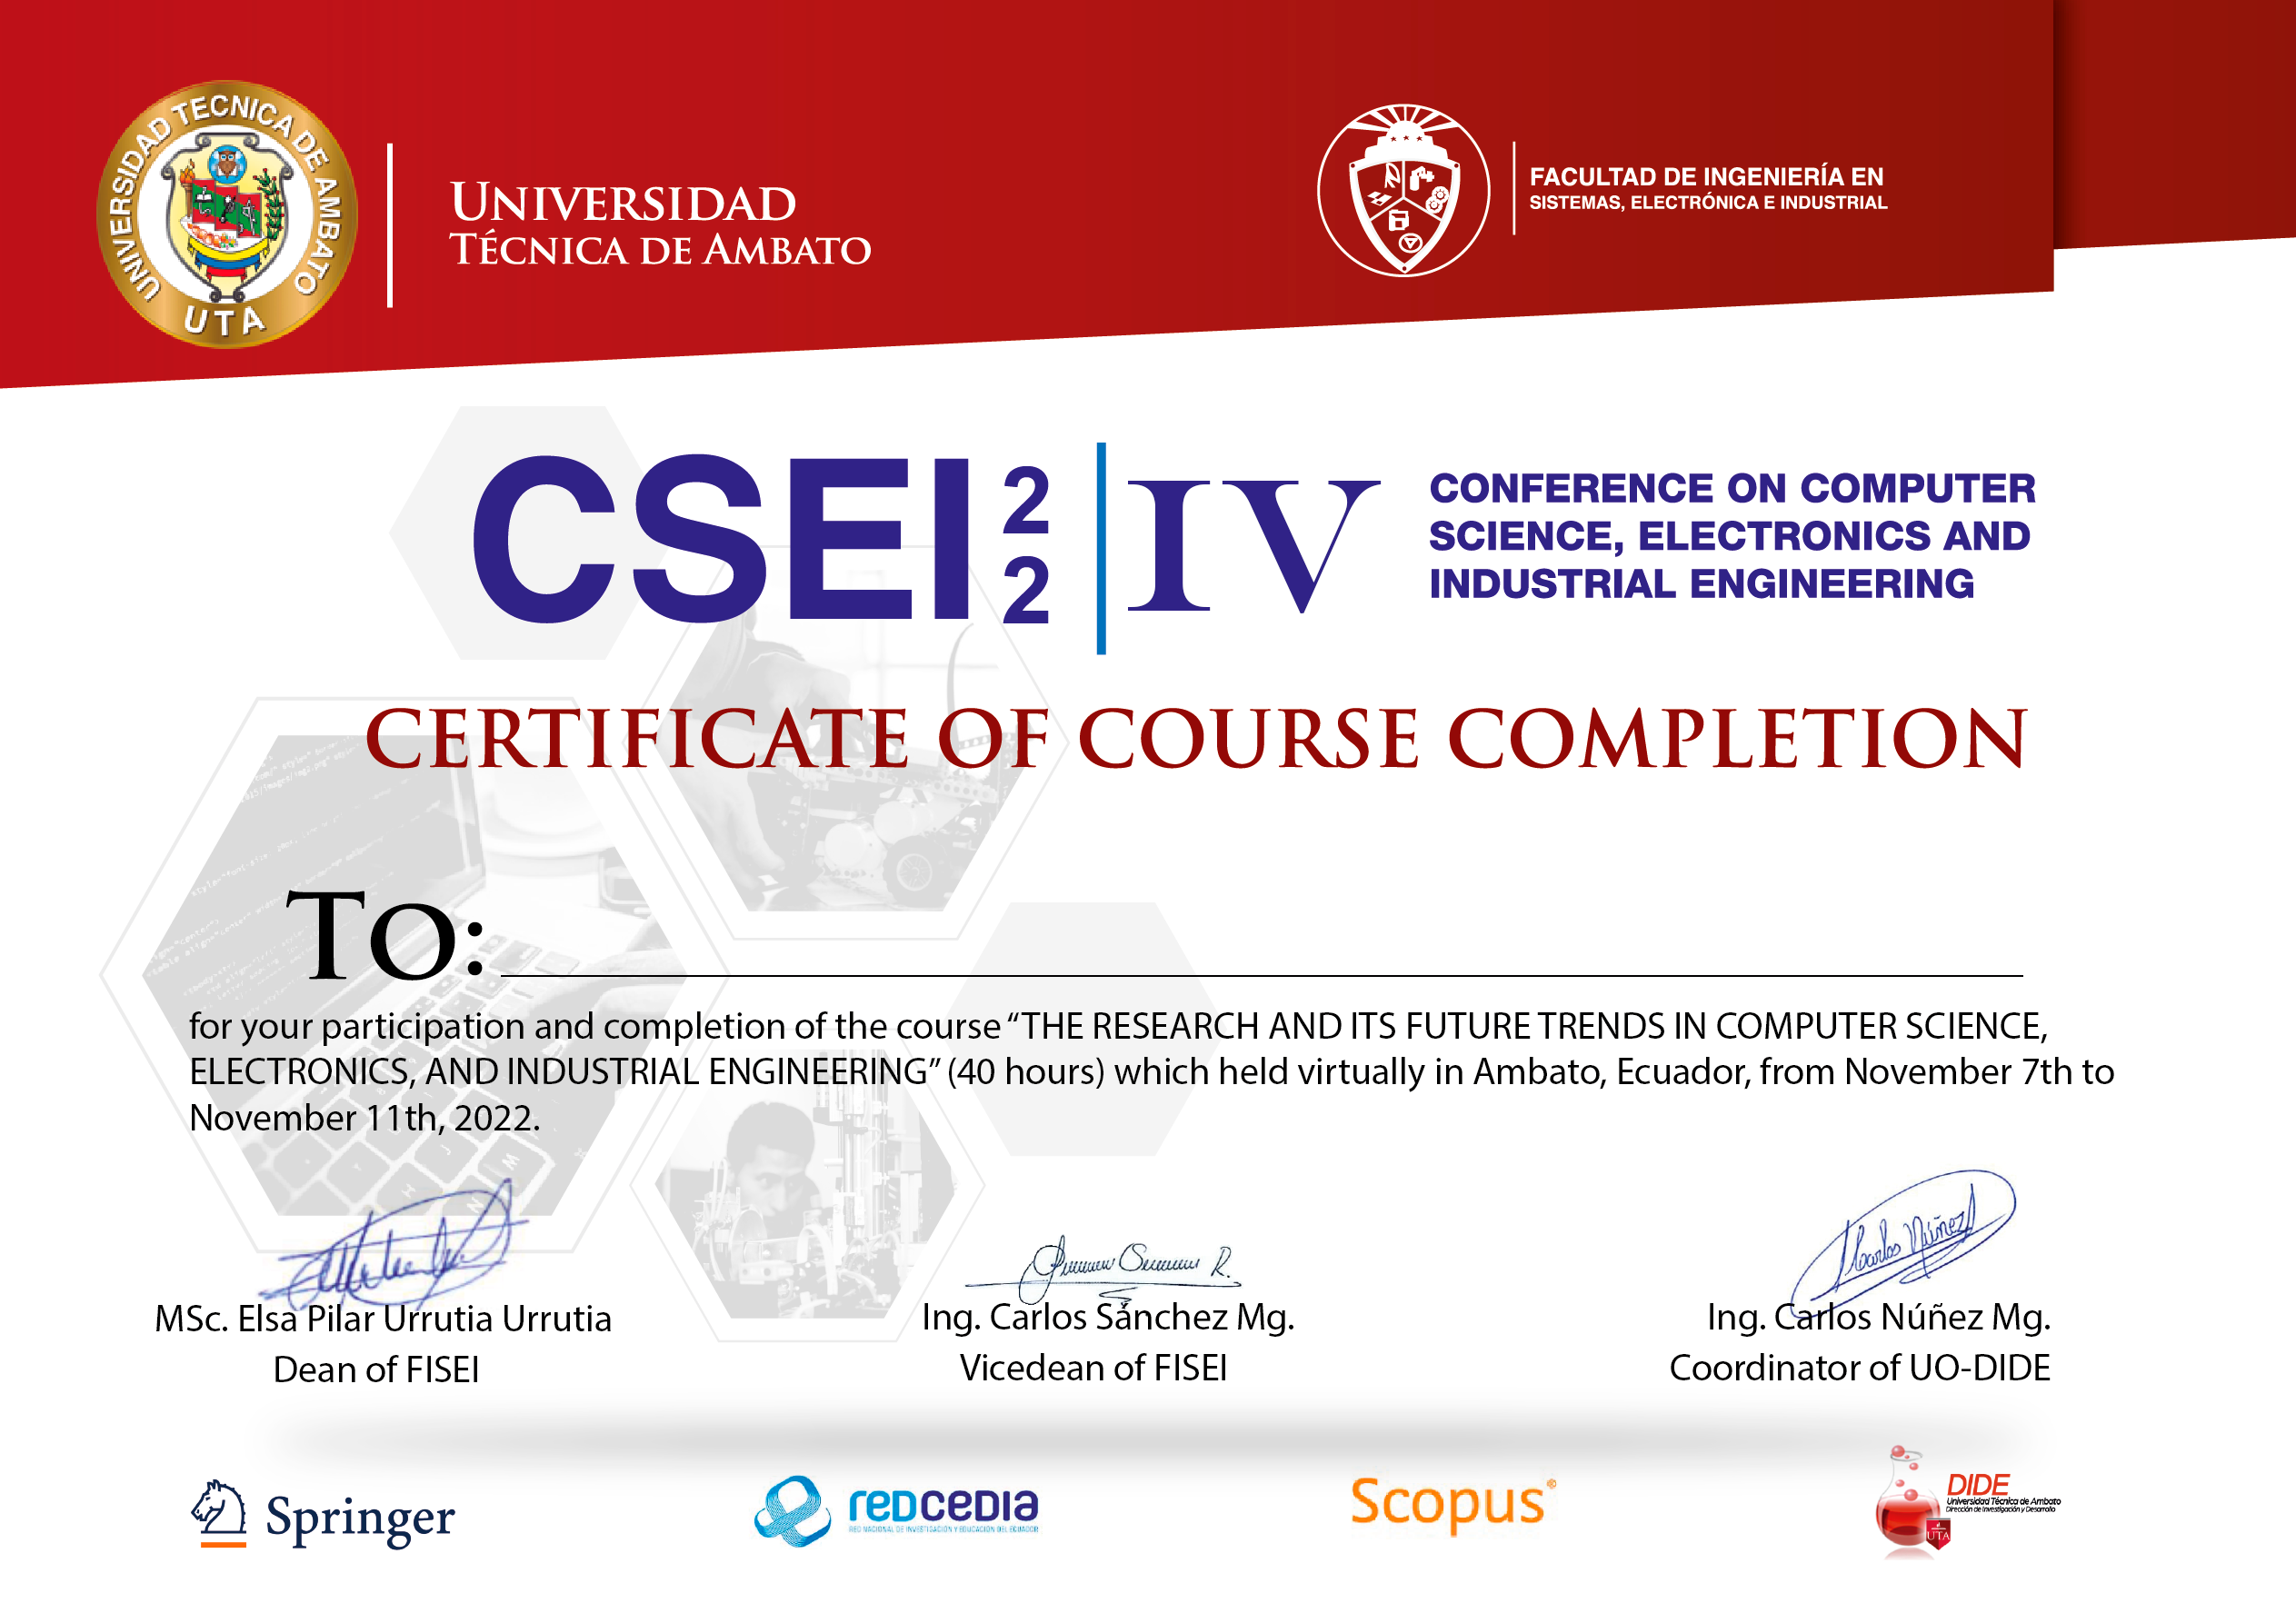 UNIVERSIDAD TECNICA DE AMBATO
UTA
UNIVERSIDAD
TÉCNICA DE AMBATO
FACULTAD DE INGENIERÍA EN
SISTEMAS, ELECTRÓNICA E INDUSTRIAL
CSEI 22 IV
CONFERENCE ON COMPUTER
SCIENCE, ELECTRONICS AND
INDUSTRIAL ENGINEERING
CERTIFICATE OF COURSE COMPLETION
TO:
for your participation and completion of the course “THE RESEARCH AND ITS FUTURE TRENDS IN COMPUTER SCIENCE,
ELECTRONICS, AND INDUSTRIAL ENGINEERING” (40 hours) which held virtually in Ambato, Ecuador, from November 7th to
November 11th, 2022.
Carlos Núñez
MSc. Elsa Pilar Urrutia Urrutia
Ing. Carlos Sánchez Mg.
Ing. Carlos Núñez Mg.
Dean of FISEI
Vicedean of FISEI
Coordinator of UO-DIDE
Springer
redcedia
RED NACIONAL DE INVESTIGACIÓN Y EDUCACIÓN DEL ECUADOR
Scopus®
DIDE
Universidad Técnica de Ambato
Dirección de Investigación y Desarrollo
UTA